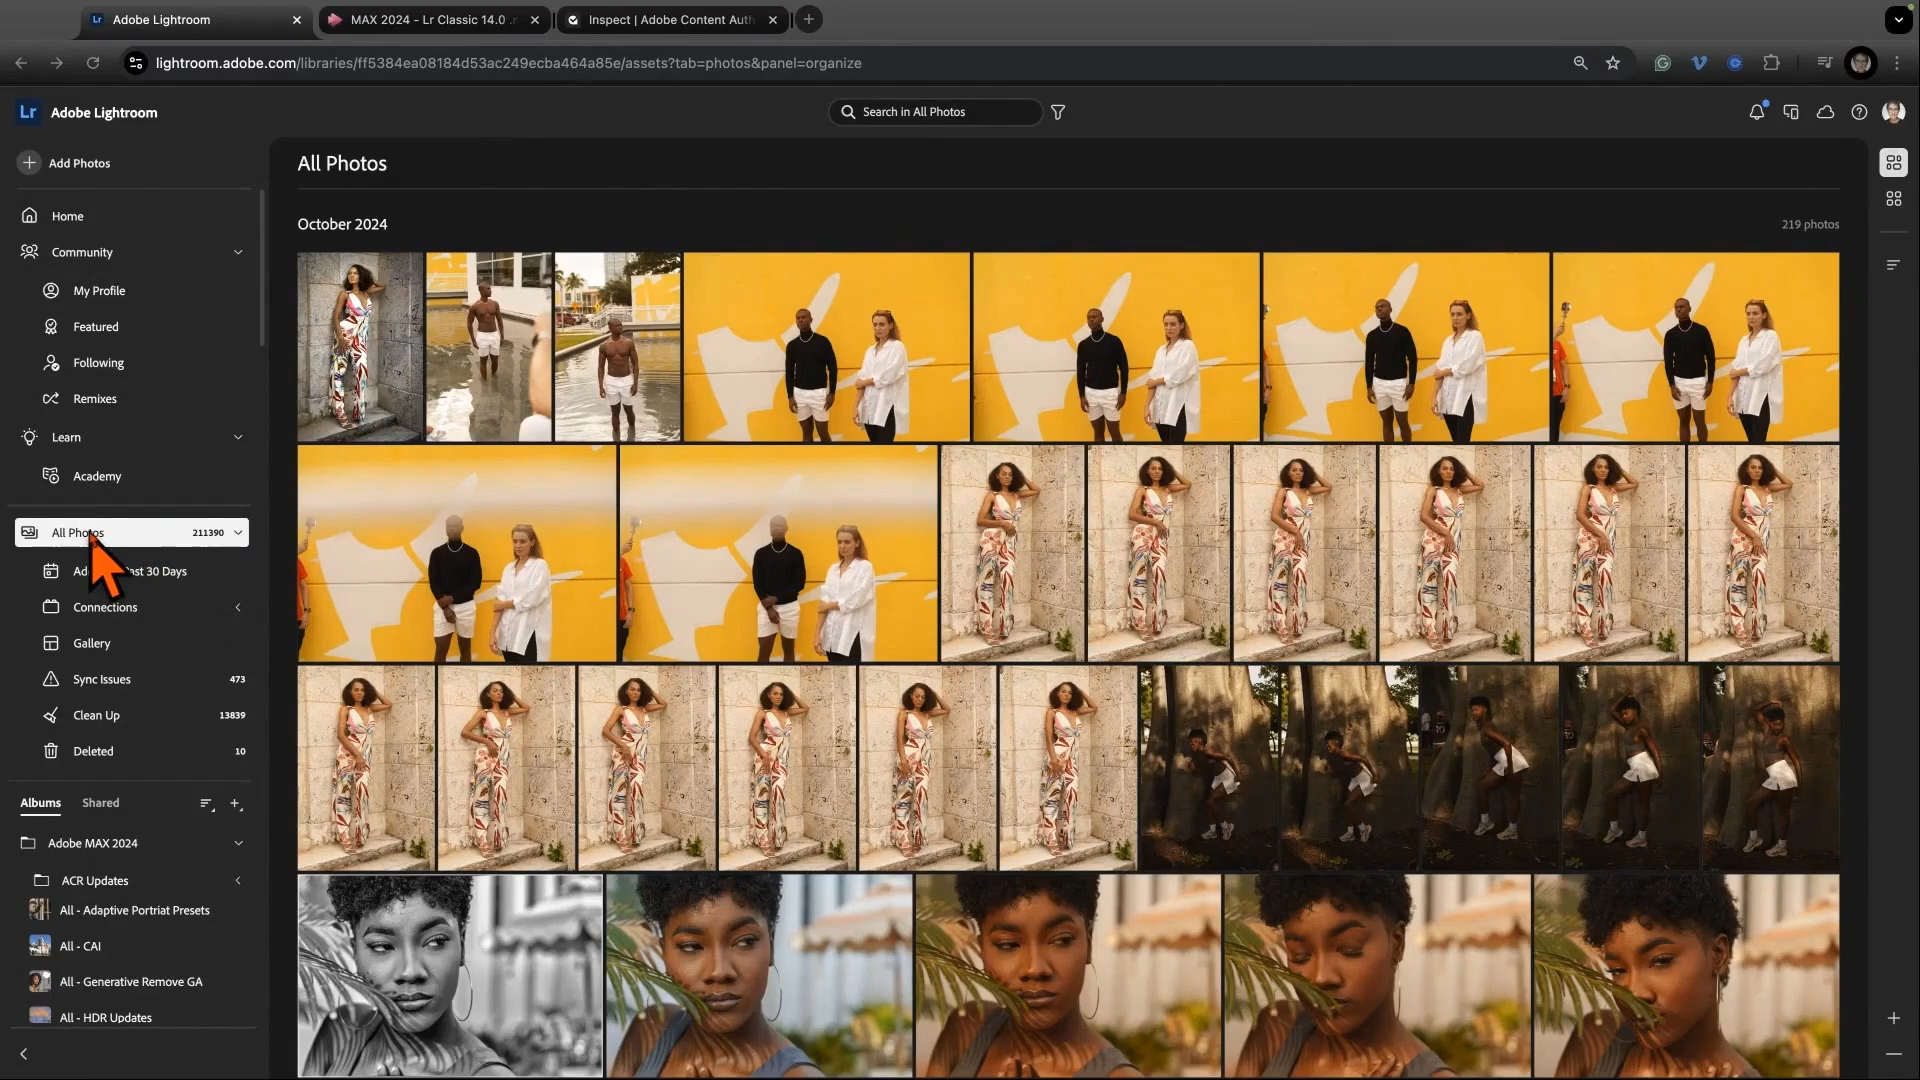 Lr Adobe Lightroom
MAX 2024 - Lr Classic 14.0
Inspect | Adobe Content Auth
lightroom.adobe.com/libraries/ff5384ea08184d53ac249ecba464a85e/assets?tab=photos&panel=organize
Lr Adobe Lightroom
Search in All Photos
Add Photos
Home
Community
My Profile
Featured
Following
Remixes
Learn
Academy
All Photos 211390
ast 30 Days
Connections
Gallery
Sync Issues 473
Clean Up 13839
Deleted 10
Albums Shared
Adobe MAX 2024
ACR Updates
All - Adaptive Portriat Presets
All - CAI
All - Generative Remove GA
All - HDR Updates
All Photos
October 2024
219 photos